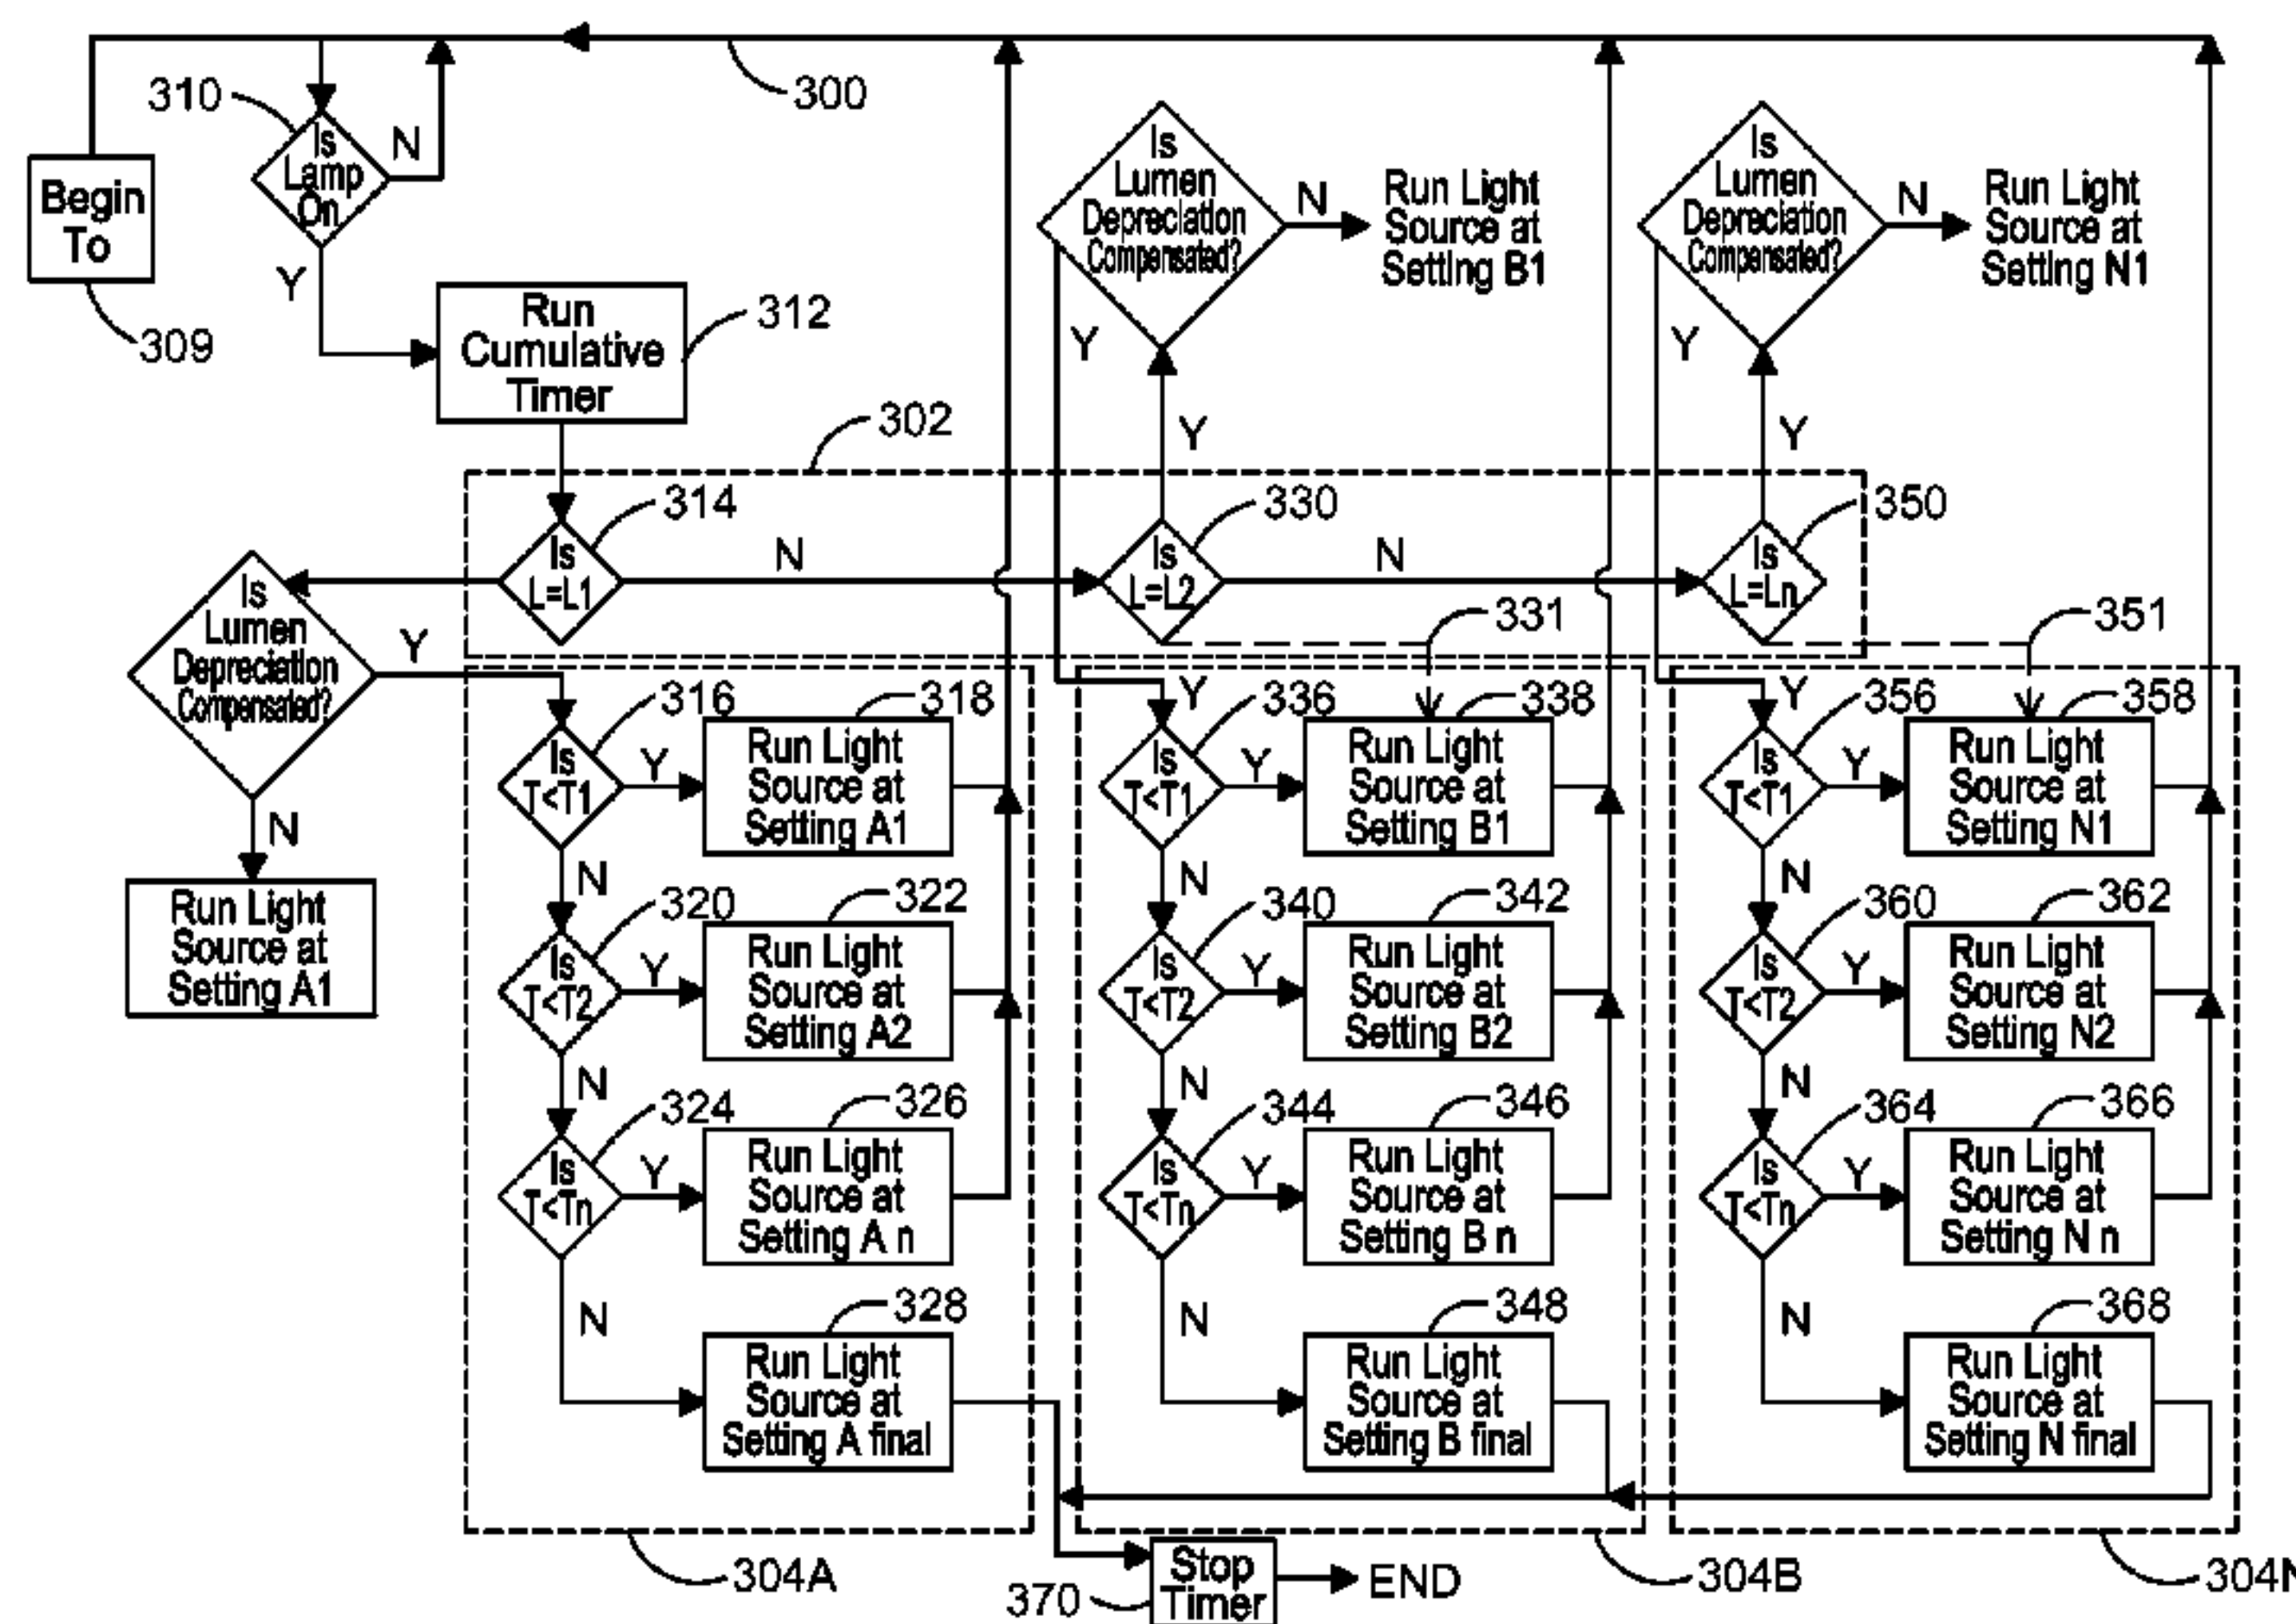 300
310
Is
Lamp
On
N
Y
Begin
To
309
Run
Cumulative
Timer
312
Is
Lumen
Depreciation
Compensated?
N
Run Light
Source at
Setting B1
Y
Y
Is
Lumen
Depreciation
Compensated?
N
Run Light
Source at
Setting N1
Y
Y
302
314
Is
L=L1
N
330
Is
L=L2
N
350
Is
L=Ln
331
351
Is
Lumen
Depreciation
Compensated?
Y
N
Run Light
Source at
Setting A1
316
Is
T<T1
Y
318
Run Light
Source at
Setting A1
N
320
Is
T<T2
Y
322
Run Light
Source at
Setting A2
N
324
Is
T<Tn
Y
326
Run Light
Source at
Setting A n
N
328
Run Light
Source at
Setting A final
304A
Y
336
Is
T<T1
Y
338
Run Light
Source at
Setting B1
N
340
Is
T<T2
Y
342
Run Light
Source at
Setting B2
N
344
Is
T<Tn
Y
346
Run Light
Source at
Setting B n
N
348
Run Light
Source at
Setting B final
304B
Y
356
Is
T<T1
Y
358
Run Light
Source at
Setting N1
N
360
Is
T<T2
Y
362
Run Light
Source at
Setting N2
N
364
Is
T<Tn
Y
366
Run Light
Source at
Setting N n
N
368
Run Light
Source at
Setting N final
304N
370
Stop
Timer
END